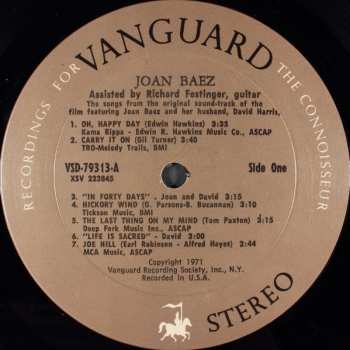 RECORDINGS FOR VANGUARD THE CONNOISSEUR
JOAN BAEZ
Assisted by Richard Festinger, guitar
The songs from the original sound-track of the
film featuring Joan Baez and her husband, David Harris,
1. OH, HAPPY DAY (Edwin Hawkins) 3:35
Kama Rippa - Edwin R. Hawkins Music Co., ASCAP
2. CARRY IT ON (Gil Turner) 3:40
TRO-Melody Trails, BMI
VSD-79313-A Side One
XSV 222845
3. "IN FORTY DAYS" - Joan and David - :15
4. HICKORY WIND (G. Parsons-B. Bucannan) 3:31
Tickson Music, BMI
5. THE LAST THING ON MY MIND (Tom Paxton) 3:21
Deep Fork Music Inc., ASCAP
6. "LIFE IS SACRED" - David 3:00
7. JOE HILL (Earl Robinson - Alfred Hayes) 2:44
MCA Music, ASCAP
Copyright 1971
Vanguard Recording Society, Inc., N.Y.
Recorded in U.S.A.
STEREO